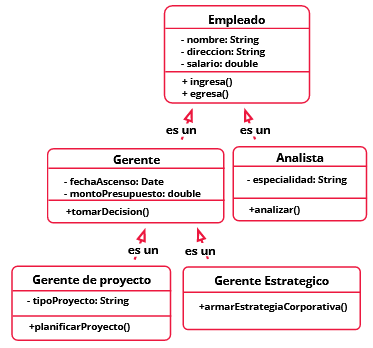 Empleado
- nombre: String
- direccion: String
- salario: double
+ ingresa()
+ egresa()
es un
es un
Gerente
- fechaAscenso: Date
- montoPresupuesto: double
+tomarDecision()
Analista
- especialidad: String
+analizar()
es un
es un
Gerente de proyecto
- tipoProyecto: String
+planificarProyecto()
Gerente Estrategico
+armarEstrategiaCorporativa()